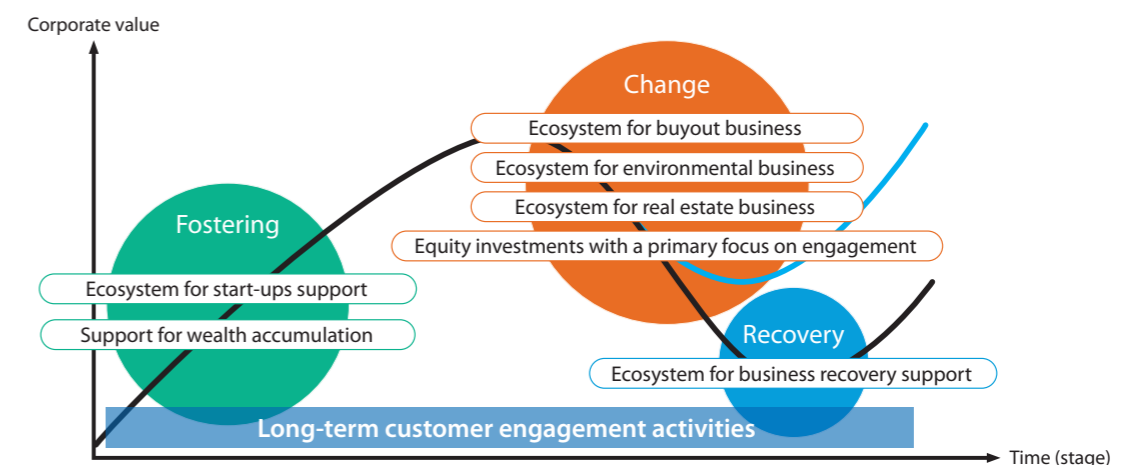 Corporate value
Change
Ecosystem for buyout business
Ecosystem for environmental business
Ecosystem for real estate business
Equity investments with a primary focus on engagement
Fostering
Ecosystem for start-ups support
Support for wealth accumulation
Recovery
Ecosystem for business recovery support
Long-term customer engagement activities
Time (stage)